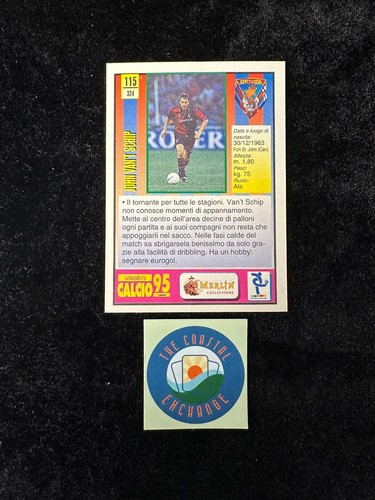 115
324
JOHN VAN'T SCHIP
GENOA
Data e luogo di
nascita:
30/12/1963
Fort St. John (Can)
Altezza:
m. 1,80
Peso:
kg. 75
Ruolo:
Ala
• Il tornante per tutte le stagioni. Van't Schip
non conosce momenti di appannamento.
Mette al centro dell'area decine di palloni
ogni partita e ai suoi compagni non resta che
appoggiarli nel sacco. Nelle fasi calde del
match sa sbrigarsela benissimo da solo gra-
zie alla facilità di dribbling. Ha un hobby:
segnare eurogol.
CALCIO 95
MERLIN
COLLECTIONS
THE COASTAL
EXCHANGE